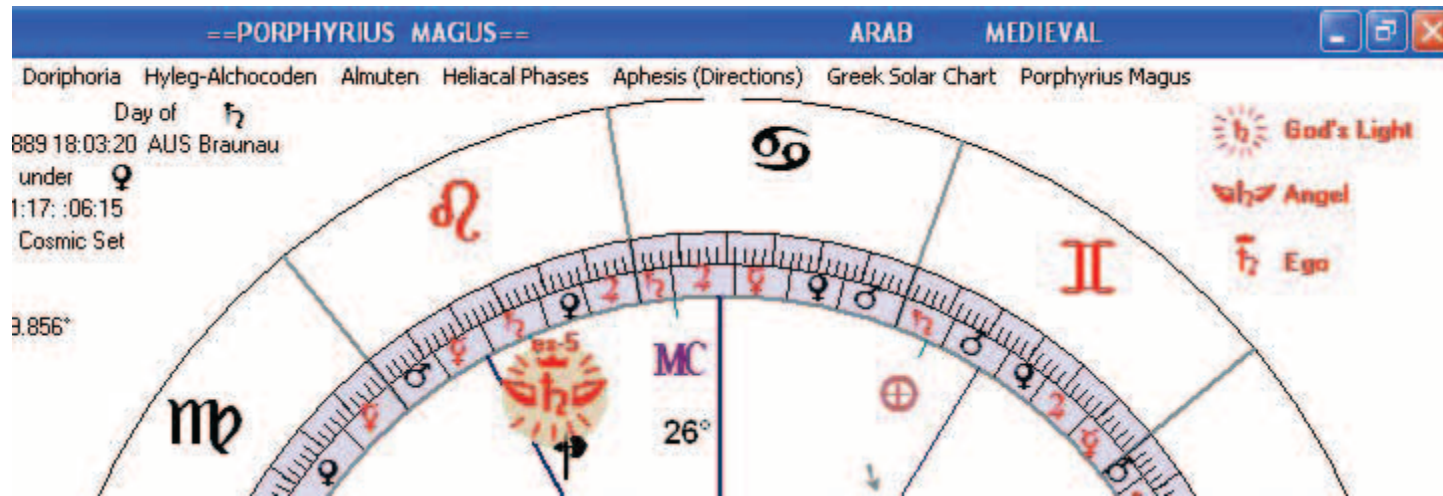 ==PORPHYRIUS MAGUS== ARAB MEDIEVAL
Doriphoria Hyleg-Alchocoden Almuten Heliacal Phases Aphesis (Directions) Greek Solar Chart Porphyrius Magus
Day of ♄
889 18:03:20 AUS Braunau
under ♀
:17: :06:15
Cosmic Set
.856°
God's Light
Angel
Ego
MC
26°